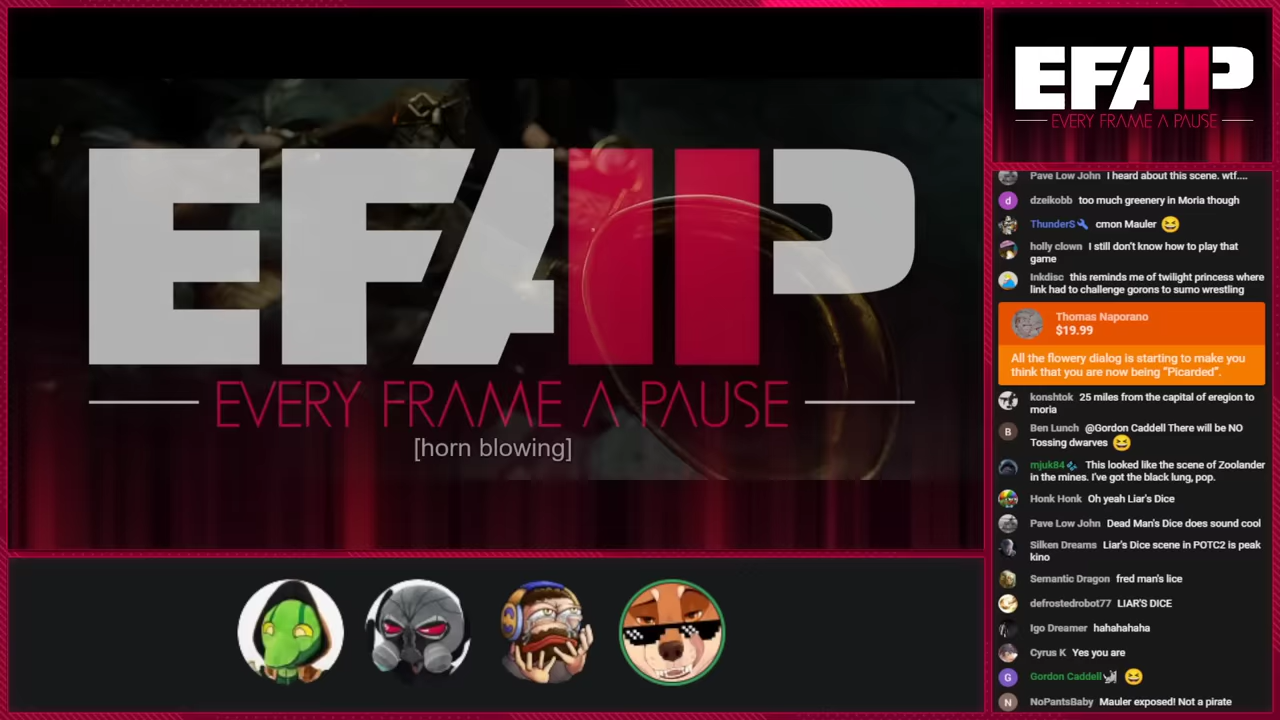 EFAP
EVERY FRAME A PAUSE
[horn blowing]
EFAP
EVERY FRAME A PAUSE
Pave Low John I heard about this scene. wtf....
d dzeikobb too much greenery in Moria though
ThunderS cmon Mauler
holly clown I still don't know how to play that
game
Inkdisc this reminds me of twilight princess where
link had to challenge gorons to sumo wrestling
Thomas Naporano
$19.99
All the flowery dialog is starting to make you
think that you are now being "Picarded".
konshtok 25 miles from the capital of eregion to
moria
B Ben Lunch @Gordon Caddell There will be NO
Tossing dwarves
mjuk84 This looked like the scene of Zoolander
in the mines. I've got the black lung, pop.
Honk Honk Oh yeah Liar's Dice
Pave Low John Dead Man's Dice does sound cool
Silken Dreams Liar's Dice scene in POTC2 is peak
kino
Semantic Dragon fred man's lice
defrostedrobot77 LIAR'S DICE
Igo Dreamer hahahahaha
Cyrus K Yes you are
G Gordon Caddell
N NoPantsBaby Mauler exposed! Not a pirate